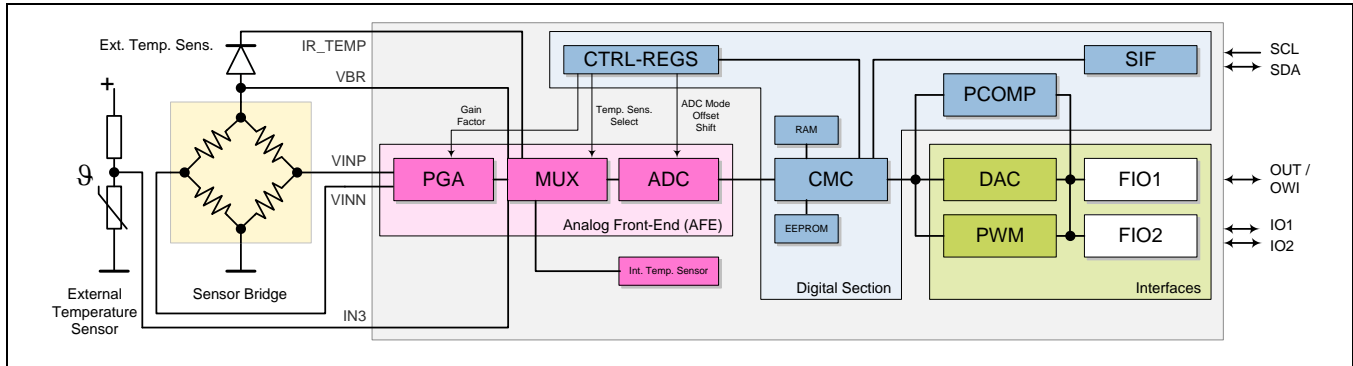 Ext. Temp. Sens.
IR_TEMP
VBR
+
ϑ
VINP
VINN
External
Temperature
Sensor
Sensor Bridge
IN3
CTRL-REGS
SIF
PCOMP
Gain
Factor
Temp. Sens.
Select
ADC Mode
Offset
Shift
RAM
PGA
MUX
ADC
CMC
EEPROM
Analog Front-End (AFE)
Int. Temp. Sensor
Digital Section
DAC
FIO1
PWM
FIO2
Interfaces
SCL
SDA
OUT /
OWI
IO1
IO2